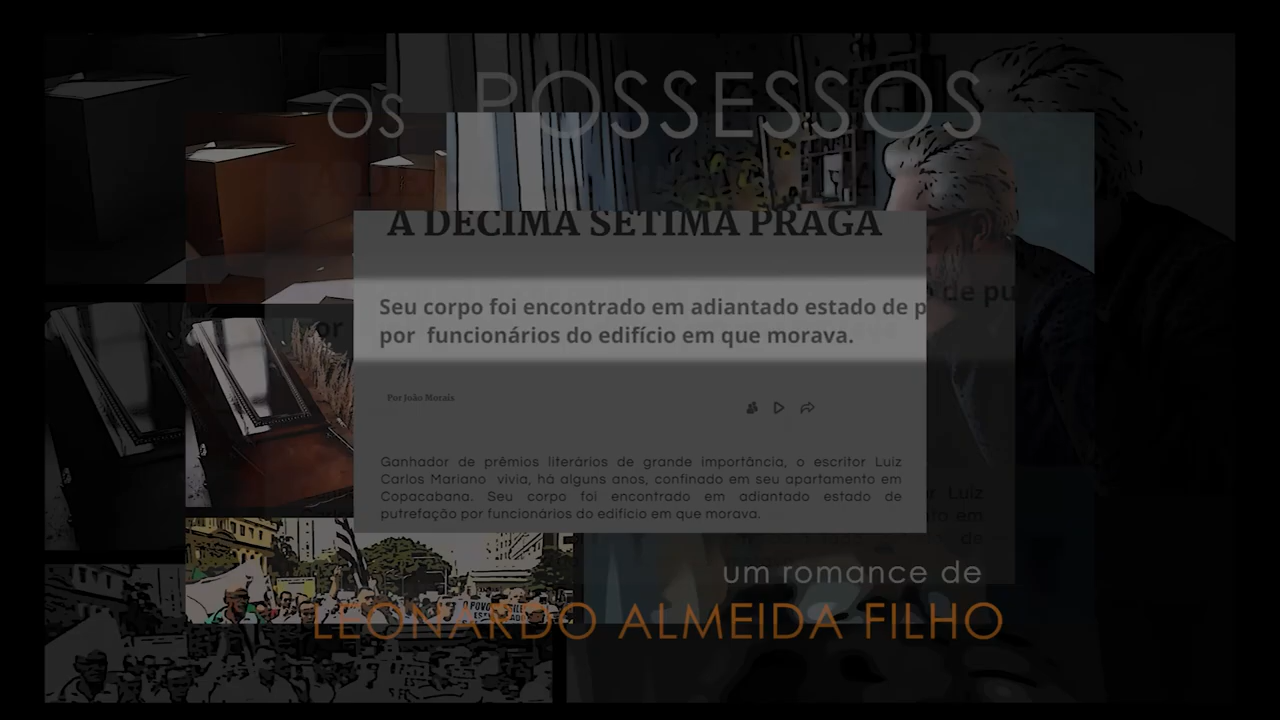 OS POSSESSOS
A DÉCIMA SÉTIMA PRAGA
Seu corpo foi encontrado em adiantado estado de p
por funcionários do edifício em que morava.
Por João Morais
Ganhador de prêmios literários de grande importância, o escritor Luiz
Carlos Mariano vivia, há alguns anos, confinado em seu apartamento em
Copacabana. Seu corpo foi encontrado em adiantado estado de
putrefação por funcionários do edifício em que morava.
um romance de
LEONARDO ALMEIDA FILHO